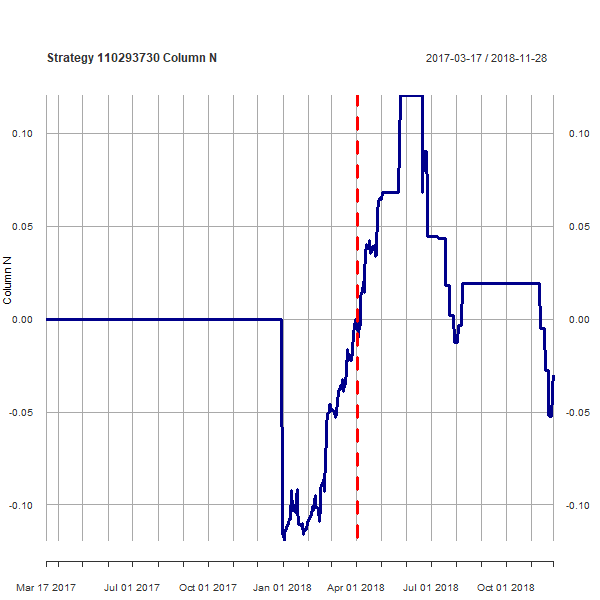 Strategy 110293730 Column N
2017-03-17 / 2018-11-28
0.10 0.10
0.05 0.05
Column N
0.00 0.00
-0.05 -0.05
-0.10 -0.10
Mar 17 2017 Jul 01 2017 Oct 01 2017 Jan 01 2018 Apr 01 2018 Jul 01 2018 Oct 01 2018